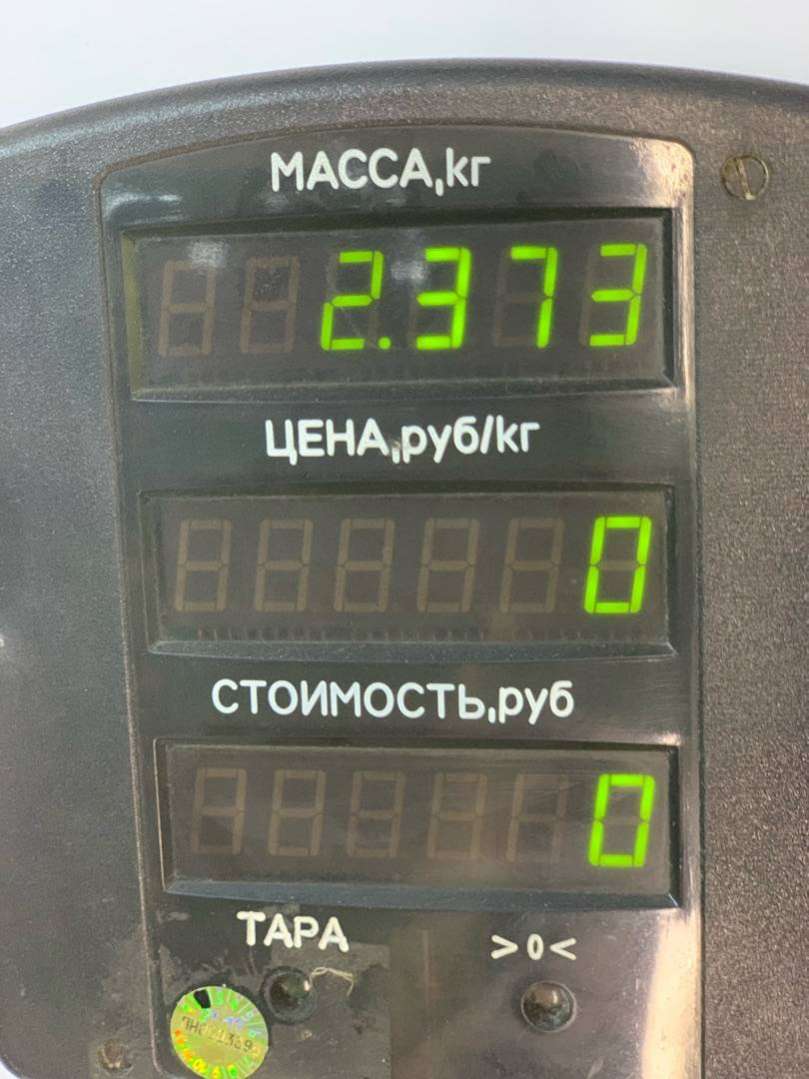 МАССА,кг
2.373
ЦЕНА,руб/кг
0
СТОИМОСТЬ,руб
0
ТАРА >0<